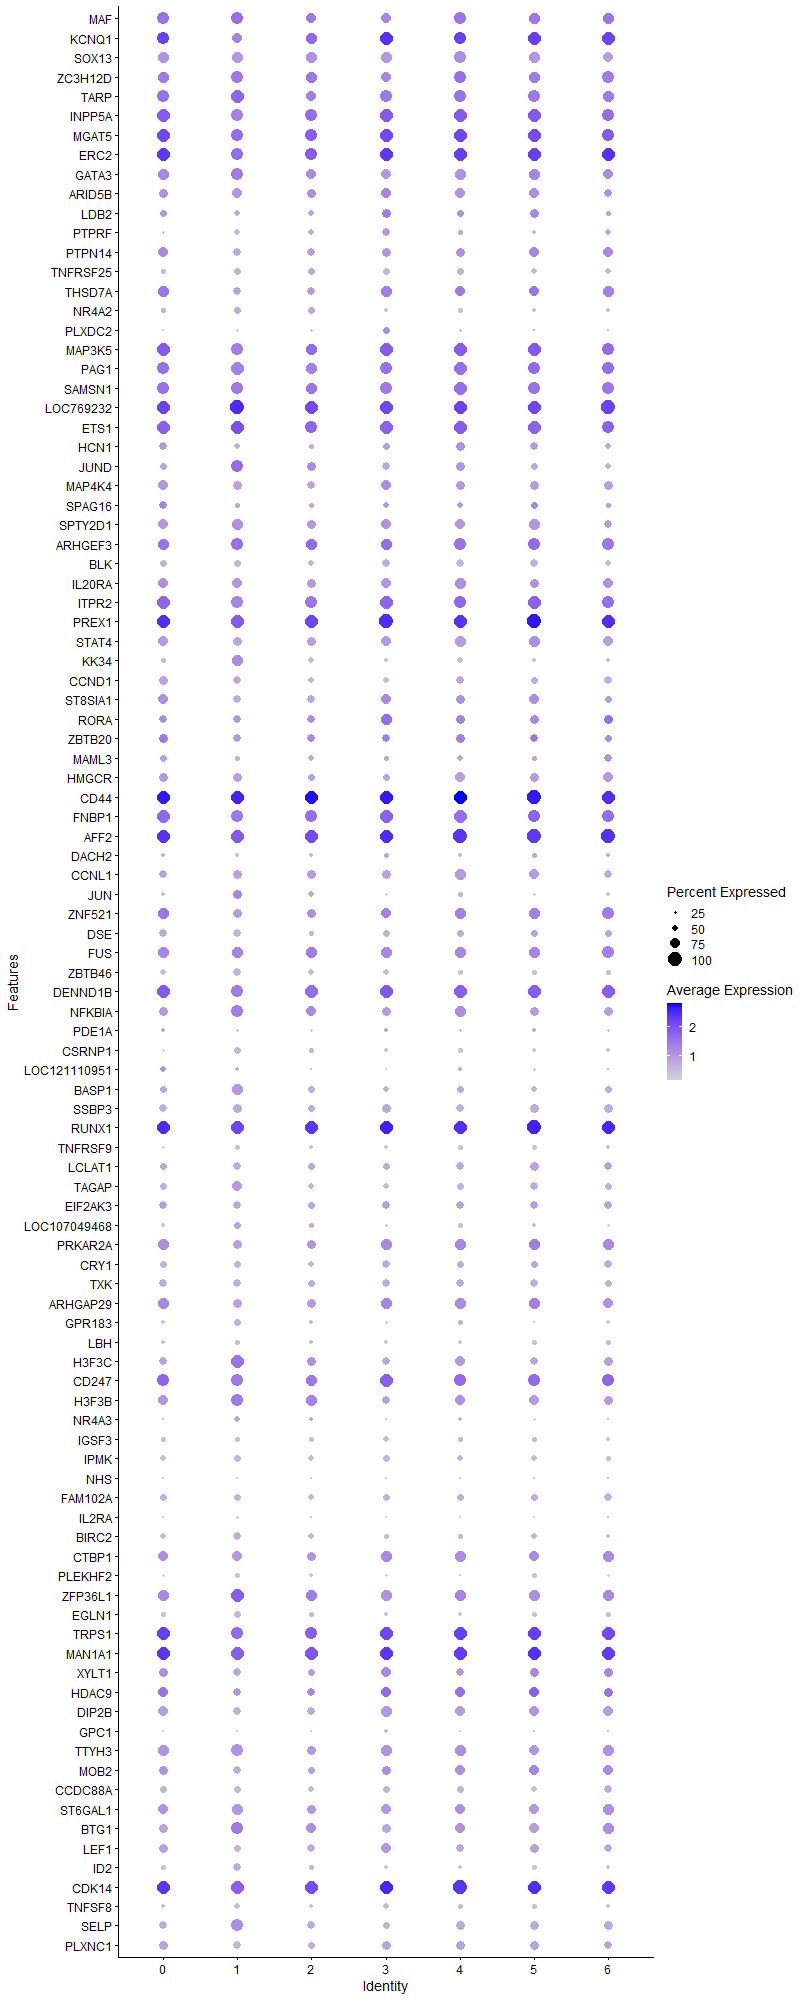 MAF
KCNQ1
SOX13
ZC3H12D
TARP
INPP5A
MGAT5
ERC2
GATA3
ARID5B
LDB2
PTPRF
PTPN14
TNFRSF25
THSD7A
NR4A2
PLXDC2
MAP3K5
PAG1
SAMSN1
LOC769232
ETS1
HCN1
JUND
MAP4K4
SPAG16
SPTY2D1
ARHGEF3
BLK
IL20RA
ITPR2
PREX1
STAT4
KK34
CCND1
ST8SIA1
RORA
ZBTB20
MAML3
HMGCR
CD44
FNBP1
AFF2
DACH2
CCNL1
JUN
ZNF521
DSE
FUS
ZBTB46
DENND1B
NFKBIA
PDE1A
CSRNP1
LOC121110951
BASP1
SSBP3
RUNX1
TNFRSF9
LCLAT1
TAGAP
EIF2AK3
LOC107049468
PRKAR2A
CRY1
TXK
ARHGAP29
GPR183
LBH
H3F3C
CD247
H3F3B
NR4A3
IGSF3
IPMK
NHS
FAM102A
IL2RA
BIRC2
CTBP1
PLEKHF2
ZFP36L1
EGLN1
TRPS1
MAN1A1
XYLT1
HDAC9
DIP2B
GPC1
TTYH3
MOB2
CCDC88A
ST6GAL1
BTG1
LEF1
ID2
CDK14
TNFSF8
SELP
PLXNC1
0 1 2 3 4 5 6
Identity
Features
Percent Expressed
25
50
75
100
Average Expression
2
1